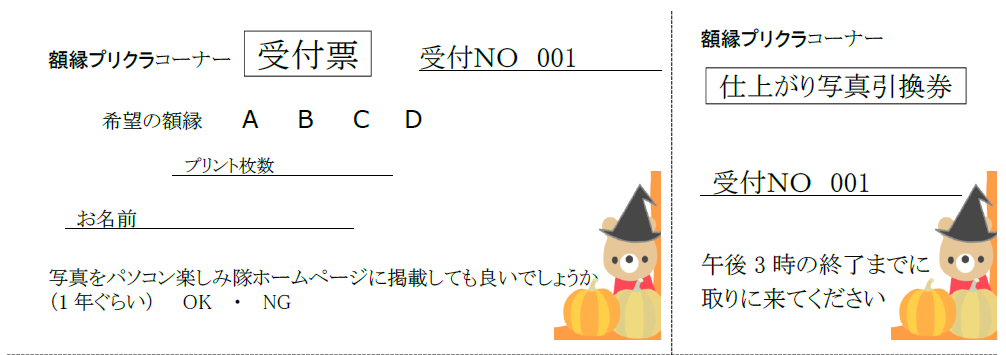 額縁プリクラコーナー 受付票 受付NO 001
希望の額縁 A B C D
プリント枚数
お名前
写真をパソコン楽しみ隊ホームページに掲載しても良いでしょうか
（１年ぐらい） OK ・ NG
額縁プリクラコーナー
仕上がり写真引換券
受付NO 001
午後３時の終了までに
取りに来てください